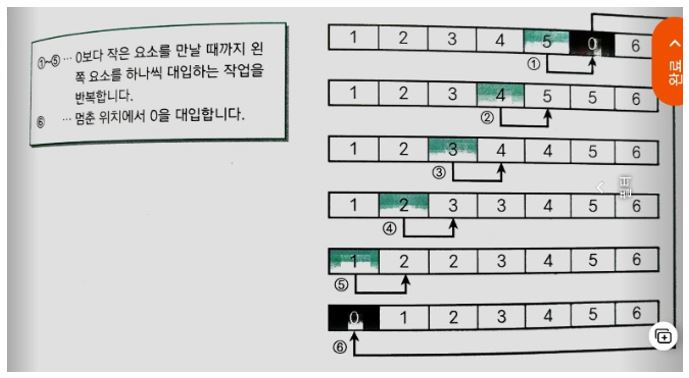 ①~⑤ … 0보다 작은 요소를 만날 때까지 왼
쪽 요소를 하나씩 대입하는 작업을
반복합니다.
⑥ … 멈춘 위치에서 0을 대입합니다.
1 2 3 4 5 0 6
①
1 2 3 4 5 5 6
②
1 2 3 4 4 5 6
③
1 2 3 3 4 5 6
④
1 2 2 3 4 5 6
⑤
0 1 2 3 4 5 6
⑥